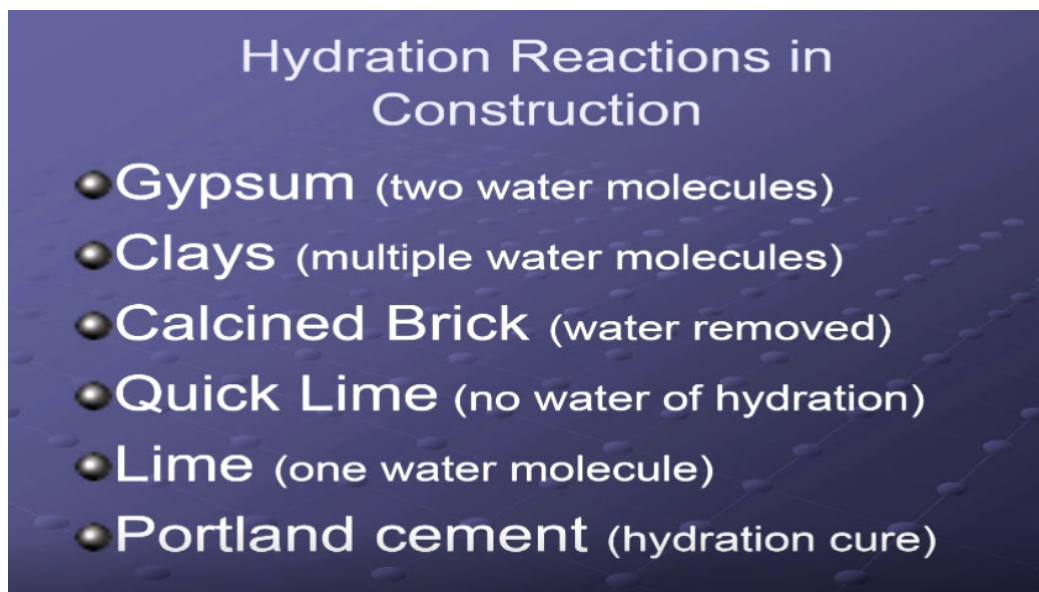 Hydration Reactions in
Construction
Gypsum (two water molecules)
Clays (multiple water molecules)
Calcined Brick (water removed)
Quick Lime (no water of hydration)
Lime (one water molecule)
Portland cement (hydration cure)